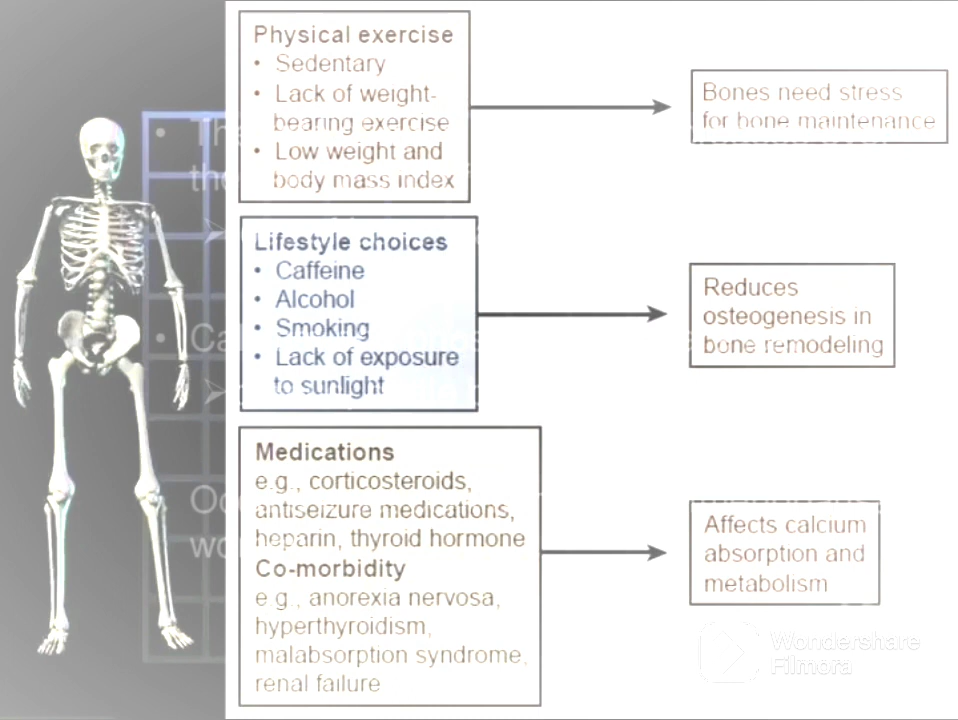 Physical exercise
• Sedentary
• Lack of weight-
bearing exercise
• Low weight and
body mass index
Bones need stress
for bone maintenance
Lifestyle choices
• Caffeine
• Alcohol
• Smoking
• Lack of exposure
to sunlight
Reduces
osteogenesis in
bone remodeling
Medications
e.g., corticosteroids,
antiseizure medications,
heparin, thyroid hormone
Co-morbidity
e.g., anorexia nervosa,
hyperthyroidism,
malabsorption syndrome,
renal failure
Affects calcium
absorption and
metabolism
Wondershare
Filmora